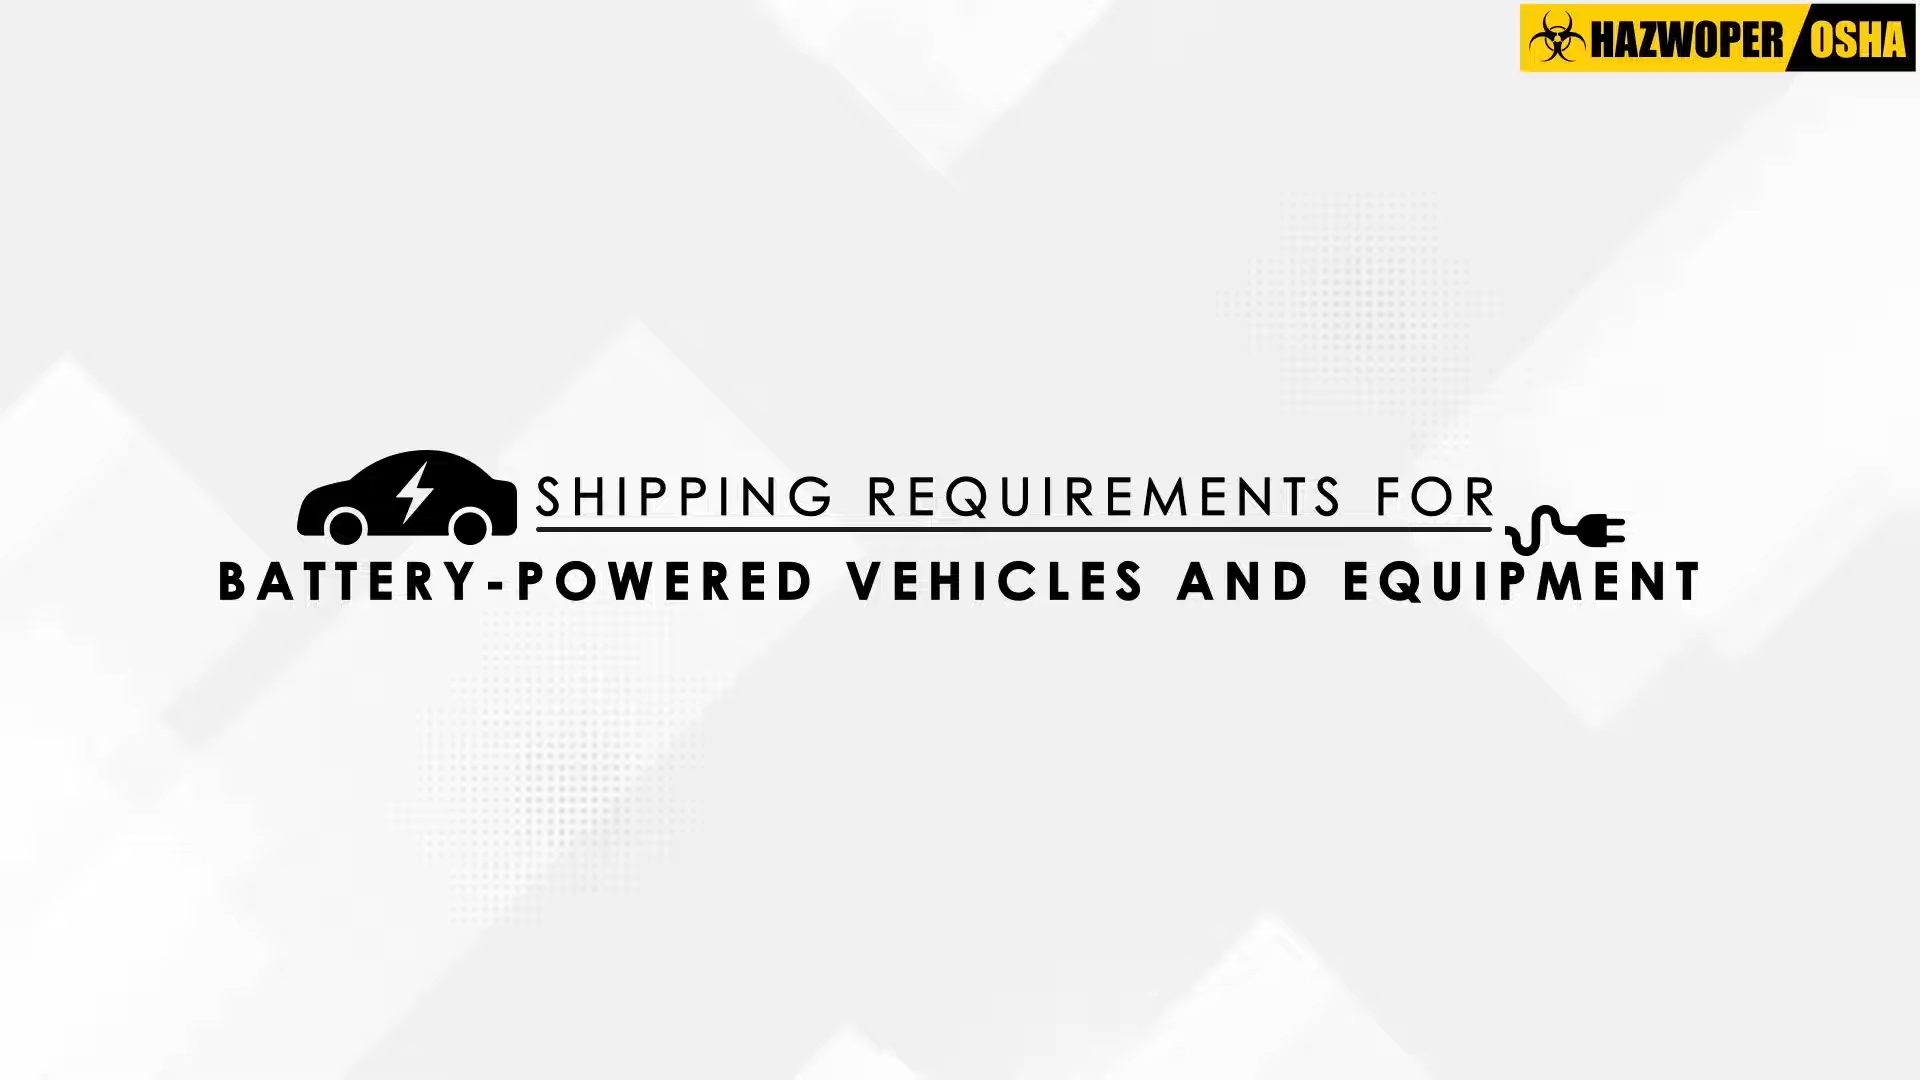 HAZWOPER OSHA
SHIPPING REQUIREMENTS FOR
BATTERY-POWERED VEHICLES AND EQUIPMENT